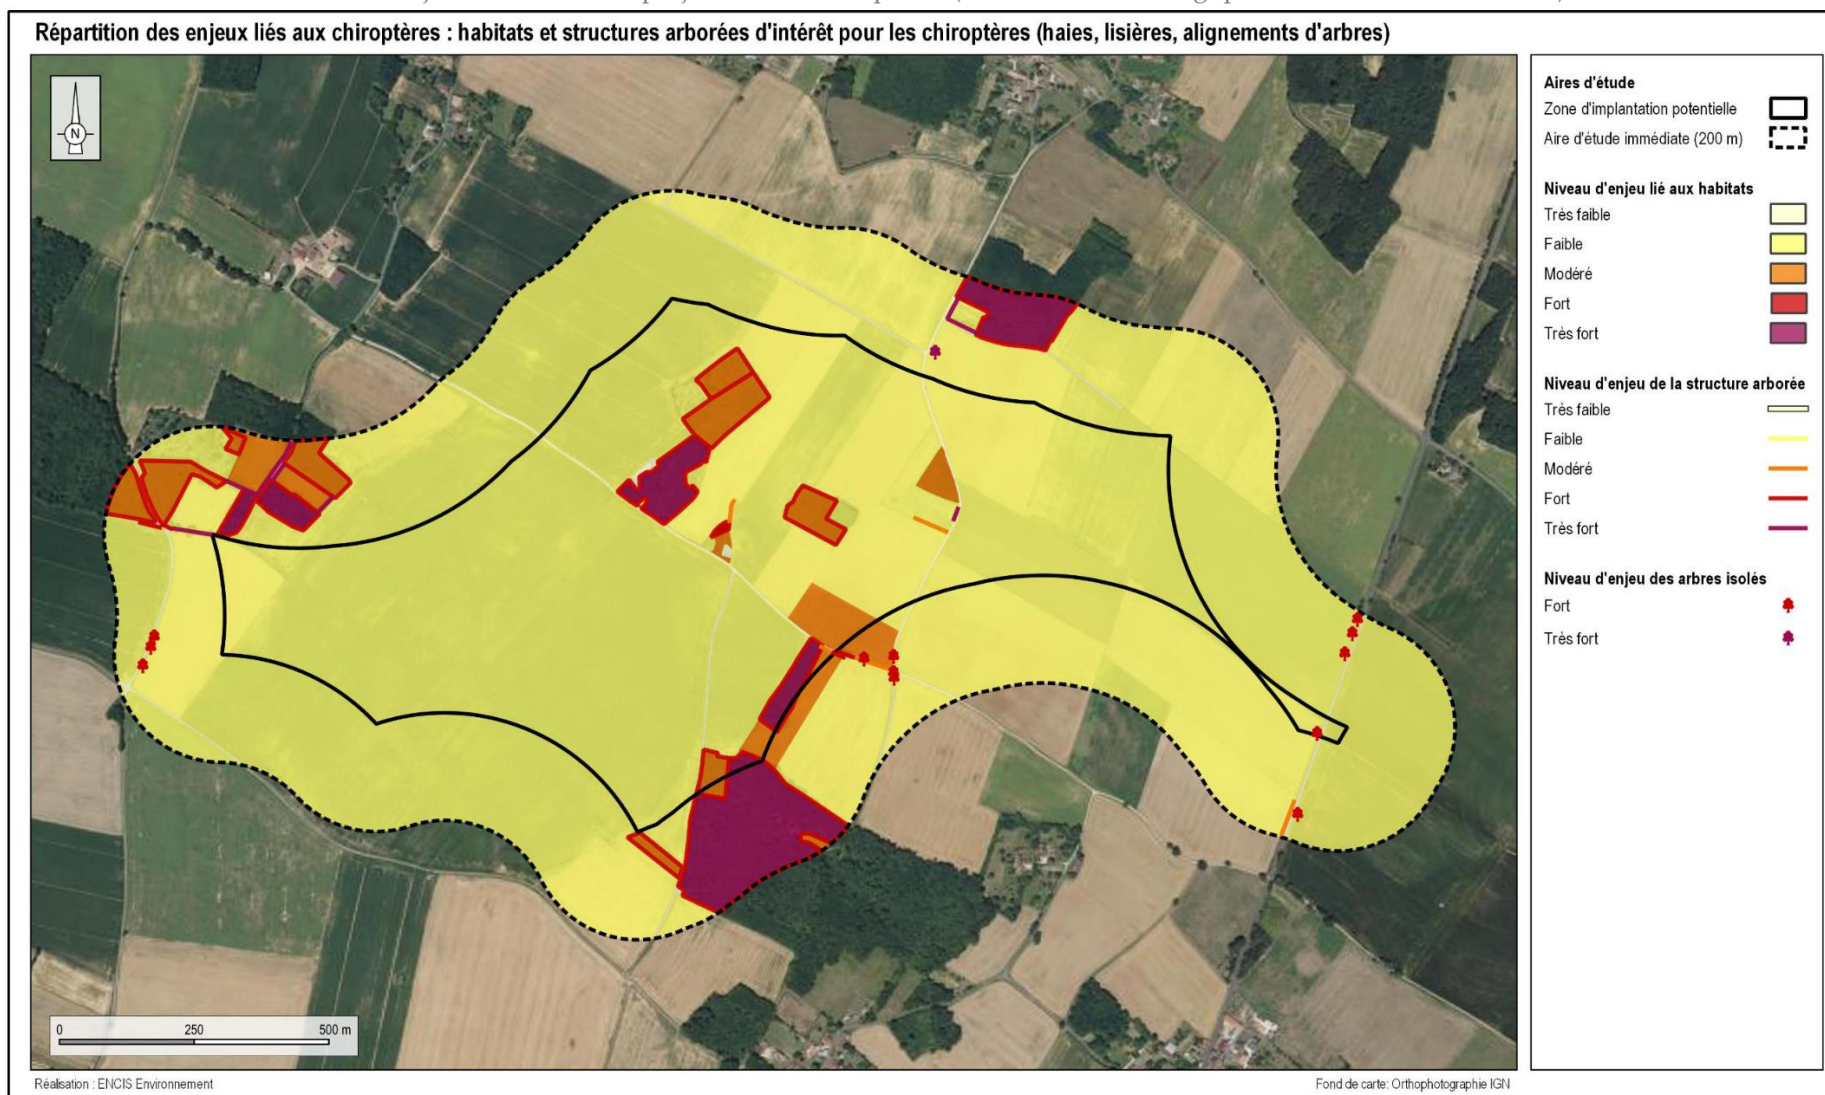 Répartition des enjeux liés aux chiroptères : habitats et structures arborées d'intérêt pour les chiroptères (haies, lisières, alignements d'arbres)
N
Aires d'étude
Zone d'implantation potentielle
Aire d'étude immédiate (200 m)
Niveau d'enjeu lié aux habitats
Très faible
Faible
Modéré
Fort
Très fort
Niveau d'enjeu de la structure arborée
Très faible
Faible
Modéré
Fort
Très fort
Niveau d'enjeu des arbres isolés
Fort
Très fort
0 250 500 m
Réalisation : ENCIS Environnement
Fond de carte: Orthophotographie IGN